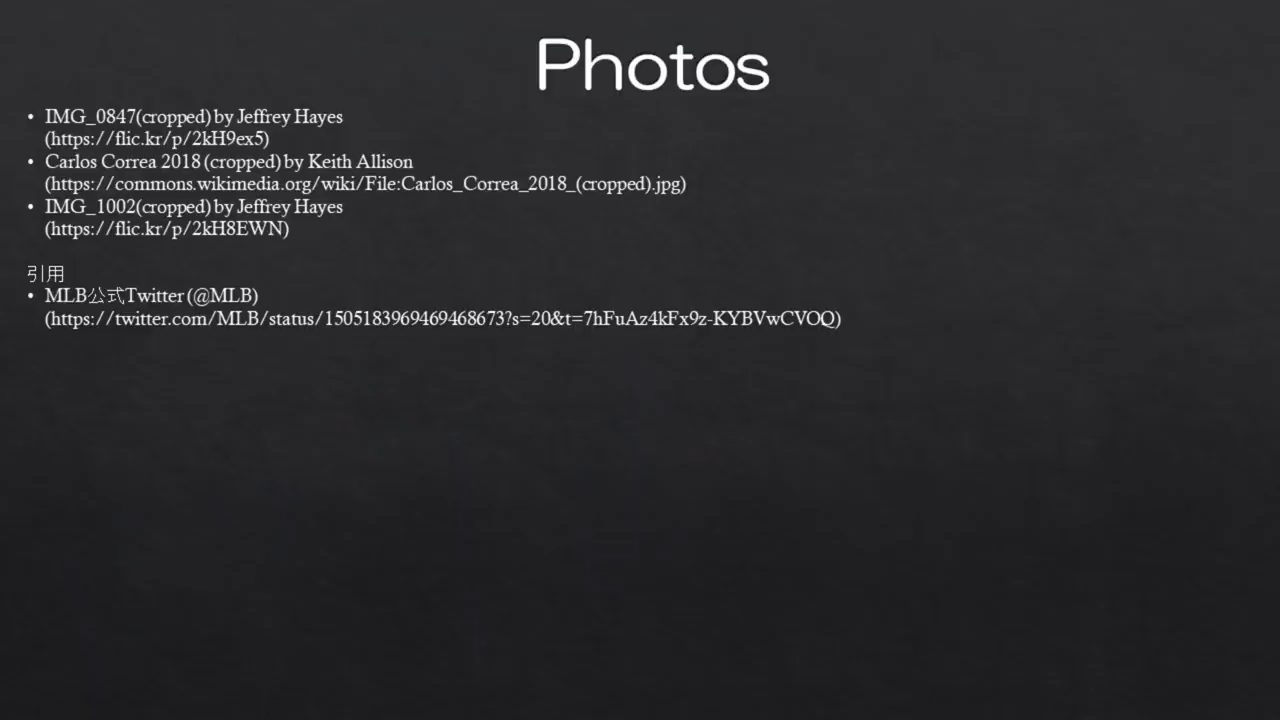 Photos
• IMG_0847(cropped) by Jeffrey Hayes
(https://flic.kr/p/2kH9ex5)
• Carlos Correa 2018 (cropped) by Keith Allison
(https://commons.wikimedia.org/wiki/File:Carlos_Correa_2018_(cropped).jpg)
• IMG_1002(cropped) by Jeffrey Hayes
(https://flic.kr/p/2kH8EWN)
引用
• MLB公式Twitter (@MLB)
(https://twitter.com/MLB/status/1505183969469468673?s=20&t=7hFuAz4kFx9z-KYBVwCVOQ)